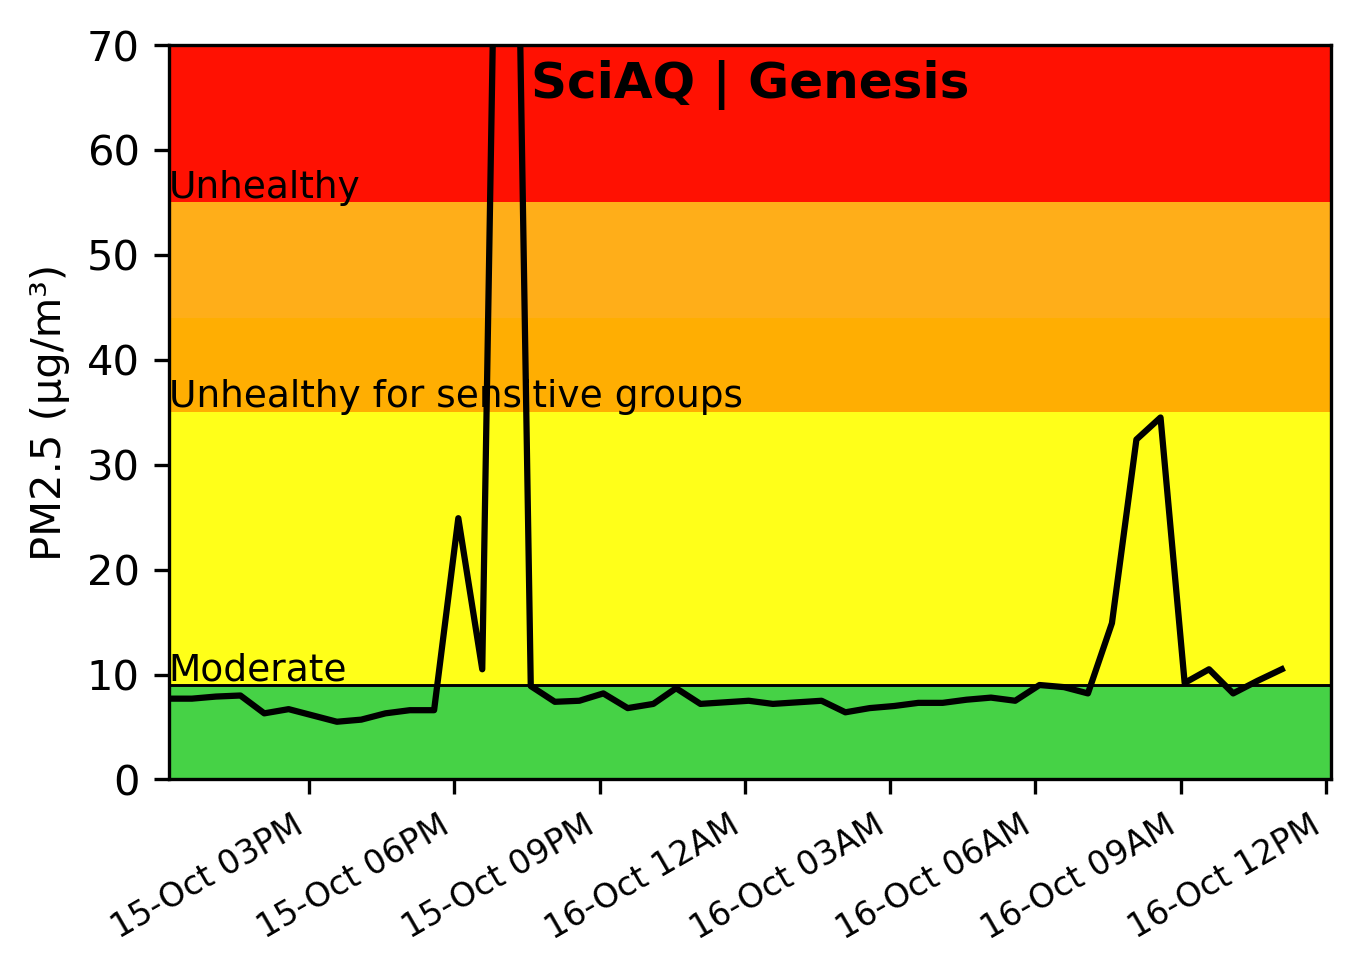 SciAQ | Genesis
PM2.5 (µg/m³)
70
60
50
40
30
20
10
0
Unhealthy
Unhealthy for sensitive groups
Moderate
15-Oct 03PM
15-Oct 06PM
15-Oct 09PM
16-Oct 12AM
16-Oct 03AM
16-Oct 06AM
16-Oct 09AM
16-Oct 12PM